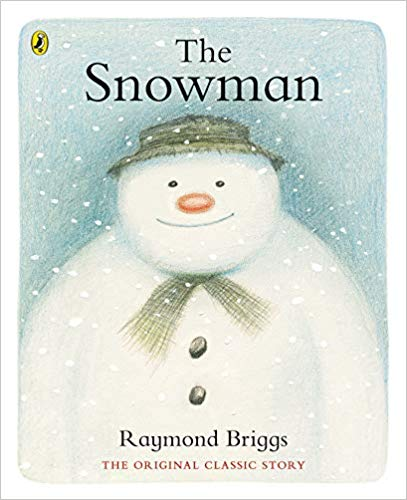 The
Snowman
Raymond Briggs
THE ORIGINAL CLASSIC STORY